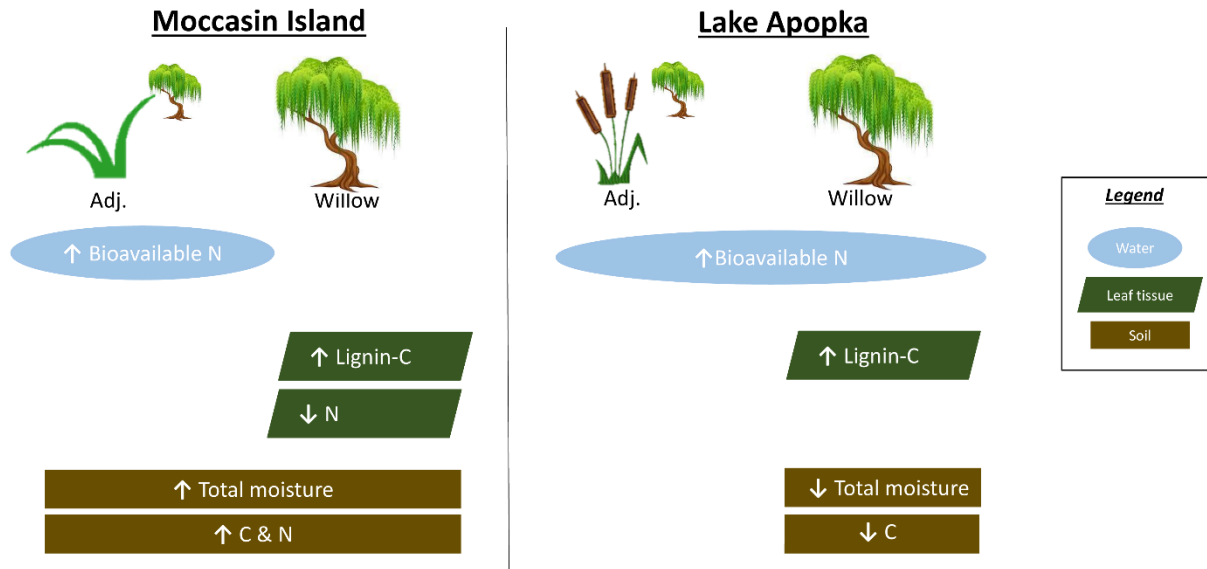 Moccasin Island
Adj.
Willow
↑ Bioavailable N
↑ Lignin-C
↓ N
↑ Total moisture
↑ C & N
Lake Apopka
Adj.
Willow
↑Bioavailable N
↑ Lignin-C
↓ Total moisture
↓ C
Legend
Water
Leaf tissue
Soil